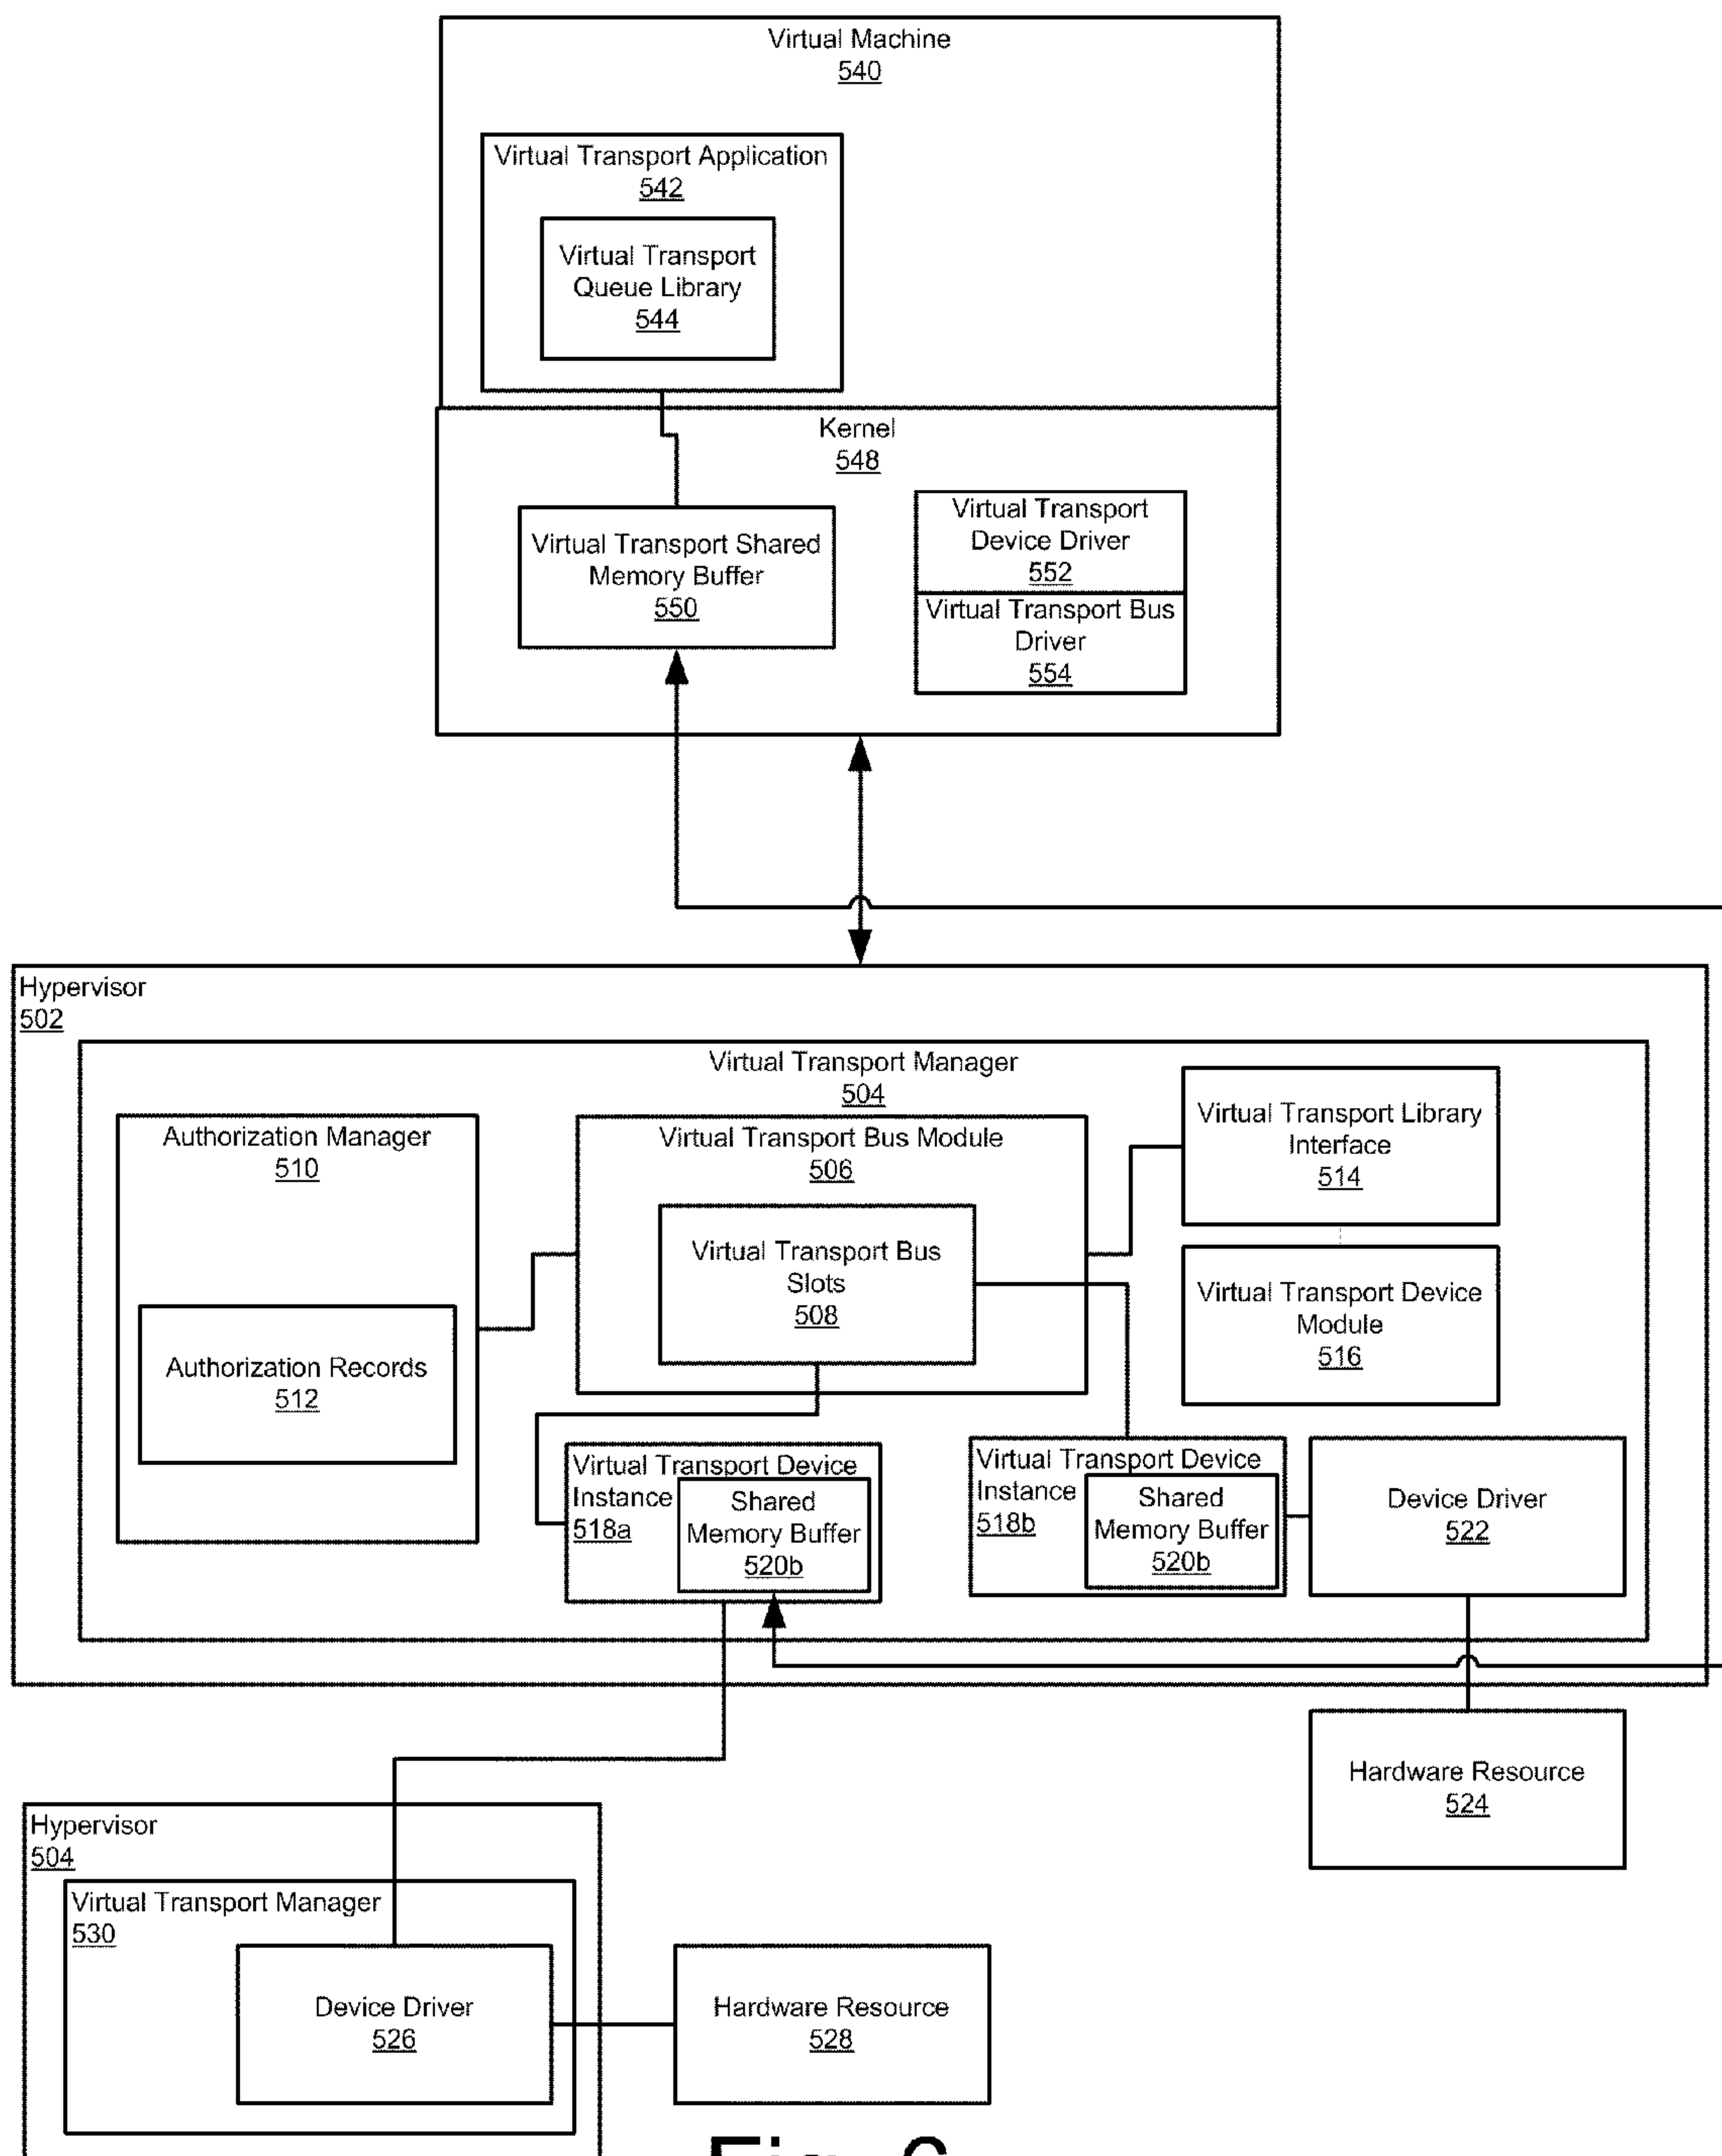 Virtual Machine
540
Virtual Transport Application
542
Virtual Transport
Queue Library
544
Kernel
548
Virtual Transport Shared
Memory Buffer
550
Virtual Transport
Device Driver
552
Virtual Transport Bus
Driver
554
Hypervisor
502
Virtual Transport Manager
504
Authorization Manager
510
Authorization Records
512
Virtual Transport Bus Module
506
Virtual Transport Bus
Slots
508
Virtual Transport Library
Interface
514
Virtual Transport Device
Module
516
Virtual Transport Device
Instance
518a
Shared
Memory Buffer
520b
Virtual Transport Device
Instance
518b
Shared
Memory Buffer
520b
Device Driver
522
Hardware Resource
524
Hypervisor
504
Virtual Transport Manager
530
Device Driver
526
Hardware Resource
528